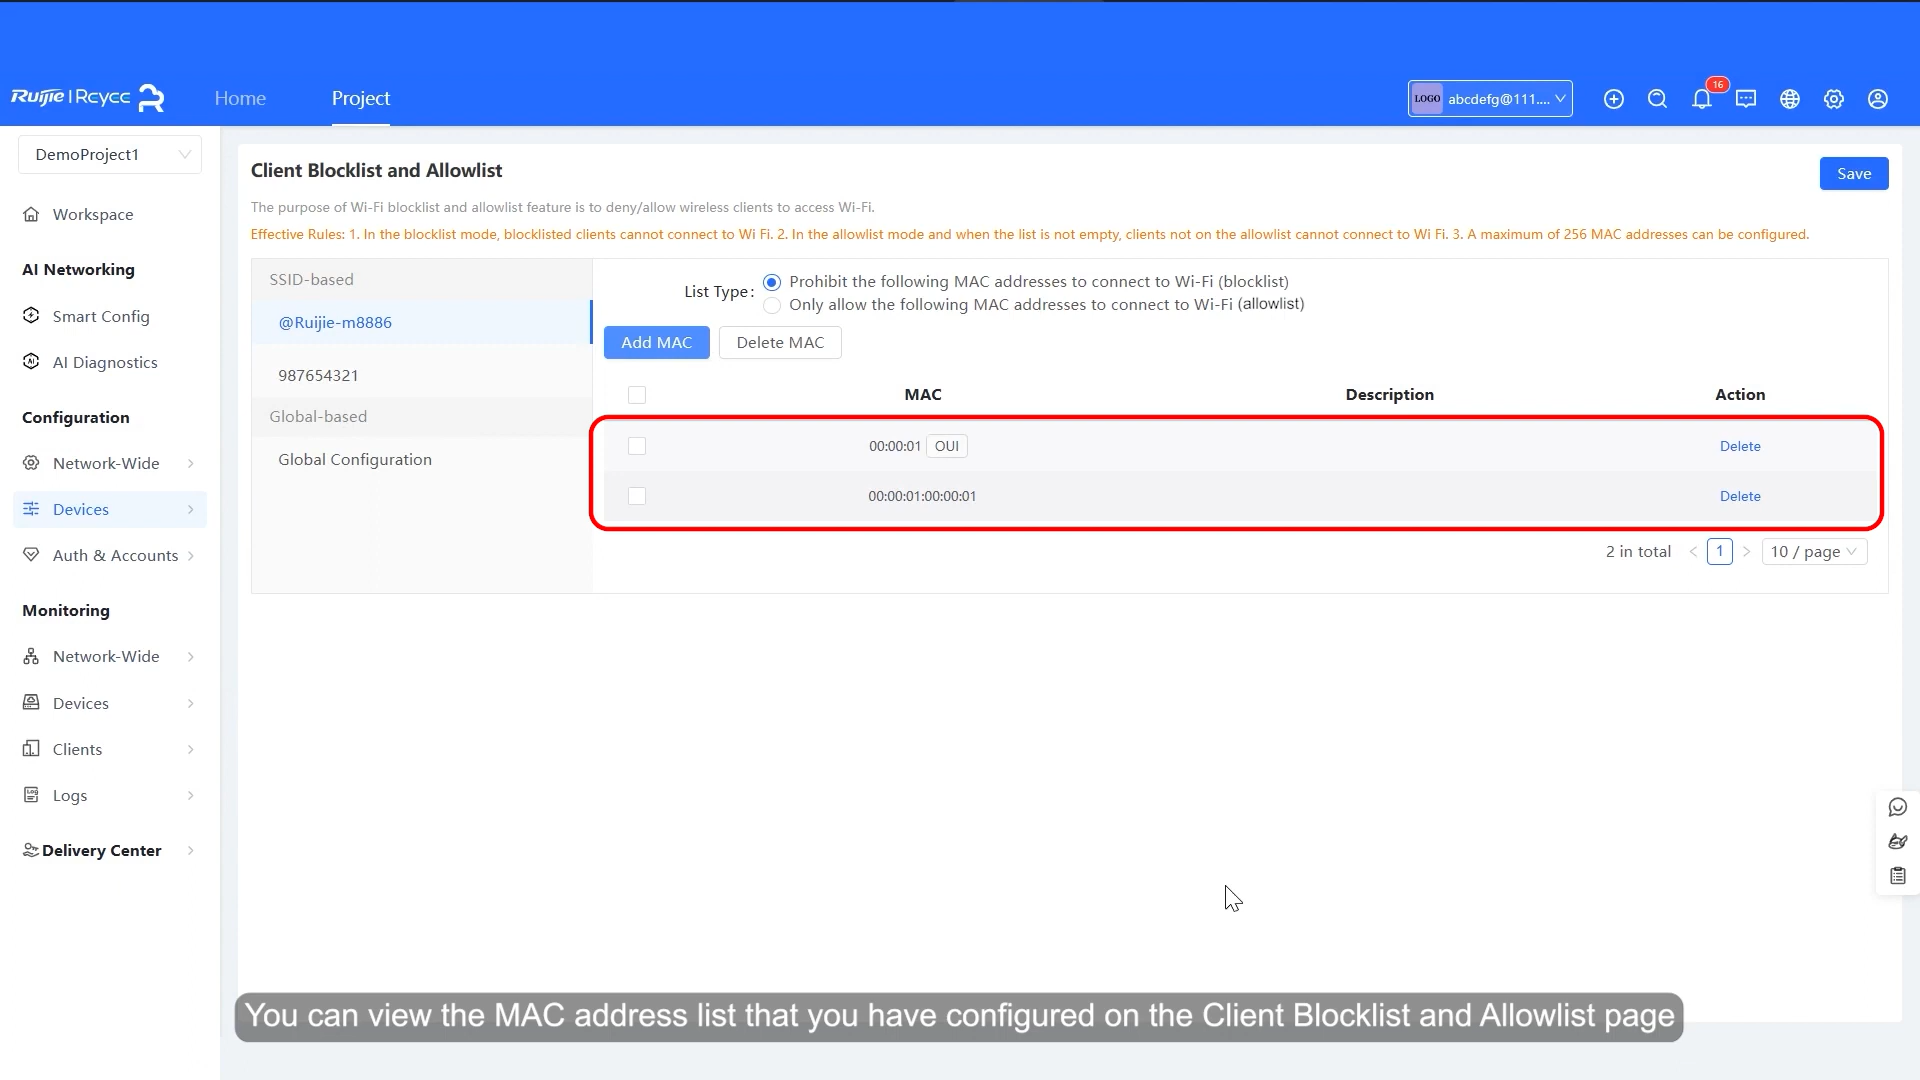 Ruijie | Rcycc
Home
Project
LOGO
abcdefg@111....
16
DemoProject1
Workspace
AI Networking
Smart Config
AI Diagnostics
Configuration
Network-Wide
Devices
Auth & Accounts
Monitoring
Network-Wide
Devices
Clients
Logs
Delivery Center
Client Blocklist and Allowlist
Save
The purpose of Wi-Fi blocklist and allowlist feature is to deny/allow wireless clients to access Wi-Fi.
Effective Rules: 1. In the blocklist mode, blocklisted clients cannot connect to Wi Fi. 2. In the allowlist mode and when the list is not empty, clients not on the allowlist cannot connect to Wi Fi. 3. A maximum of 256 MAC addresses can be configured.
SSID-based
@Ruijie-m8886
987654321
Global-based
Global Configuration
List Type:
Prohibit the following MAC addresses to connect to Wi-Fi (blocklist)
Only allow the following MAC addresses to connect to Wi-Fi (allowlist)
Add MAC
Delete MAC
MAC Description Action
00:00:01 OUI Delete
00:00:01:00:00:01 Delete
2 in total < 1 > 10 / page
You can view the MAC address list that you have configured on the Client Blocklist and Allowlist page